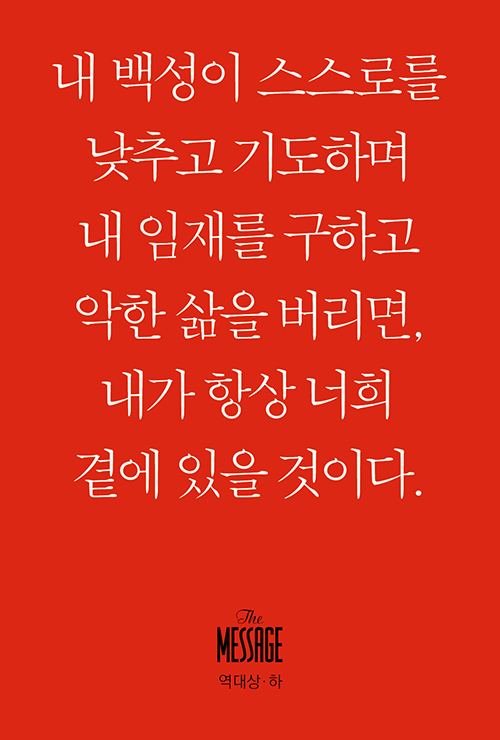 내 백성이 스스로를
낮추고 기도하며
내 임재를 구하고
악한 삶을 버리면,
내가 항상 너희
곁에 있을 것이다.
The
MESSAGE
역대상·하